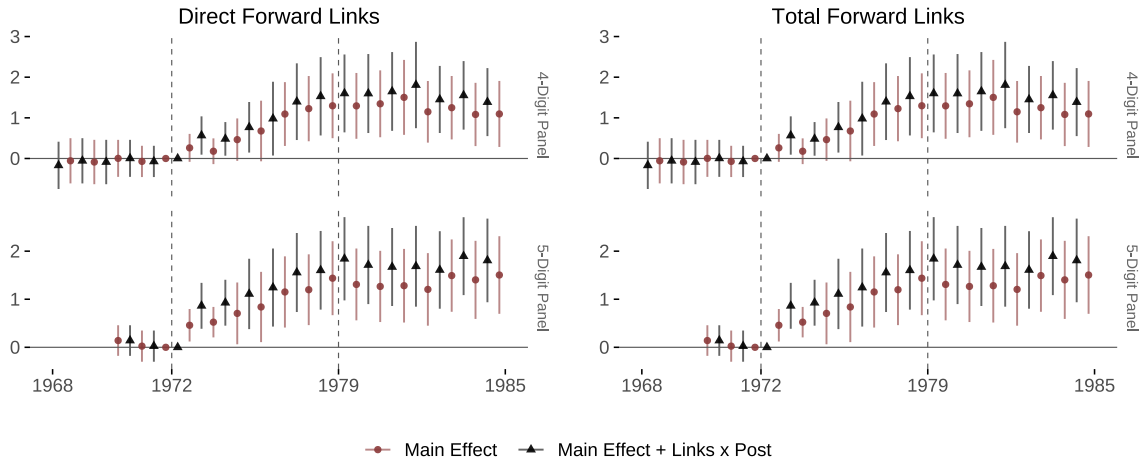 Direct Forward Links
Total Forward Links
3
2
1
0
4-Digit Panel
3
2
1
0
4-Digit Panel
2
1
0
5-Digit Panel
2
1
0
5-Digit Panel
1968 1972 1979 1985
1968 1972 1979 1985
Main Effect Main Effect + Links x Post